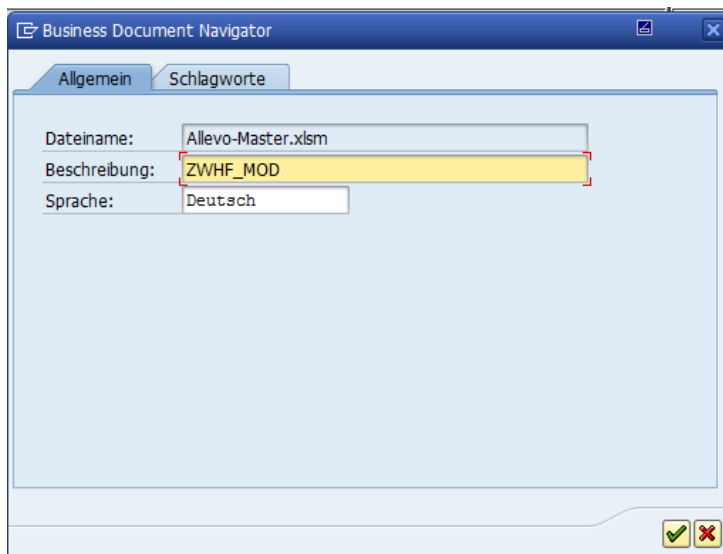 Business Document Navigator
Allgemein Schlagworte
Dateiname: Allevo-Master.xlsm
Beschreibung: ZWHF_MOD
Sprache: Deutsch